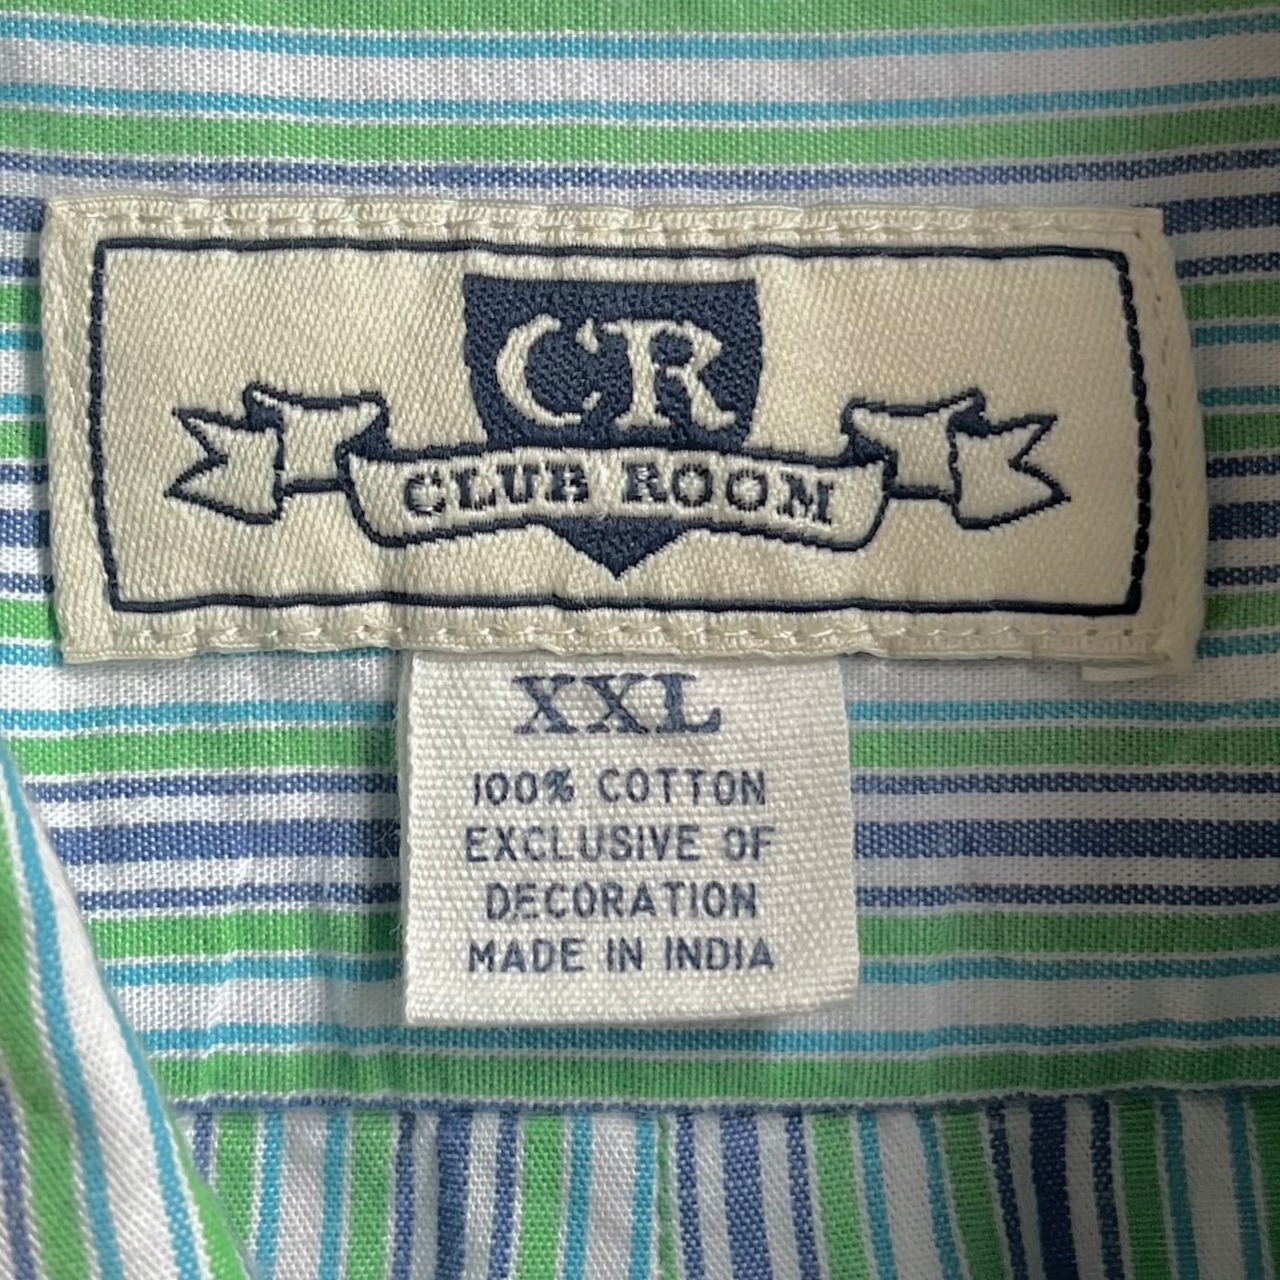 CR
CLUB ROOM
XXL
100% COTTON
EXCLUSIVE OF
DECORATION
MADE IN INDIA